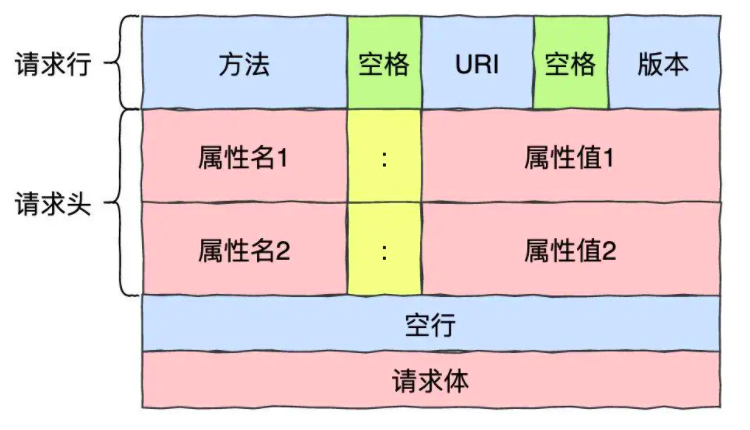 请求行 方法 空格 URI 空格 版本
属性名1 : 属性值1
请求头
属性名2 : 属性值2
空行
请求体